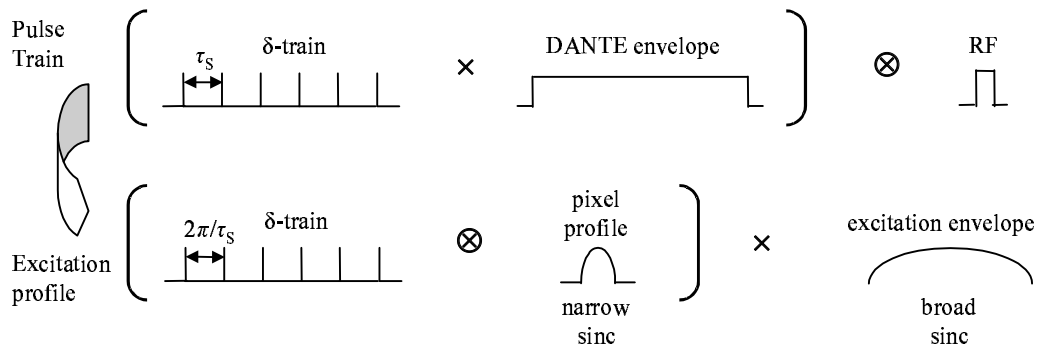 Pulse
Train
τS
δ-train
×
DANTE envelope
⊗
RF
Excitation
profile
2π/τS
δ-train
⊗
pixel
profile
narrow
sinc
×
excitation envelope
broad
sinc